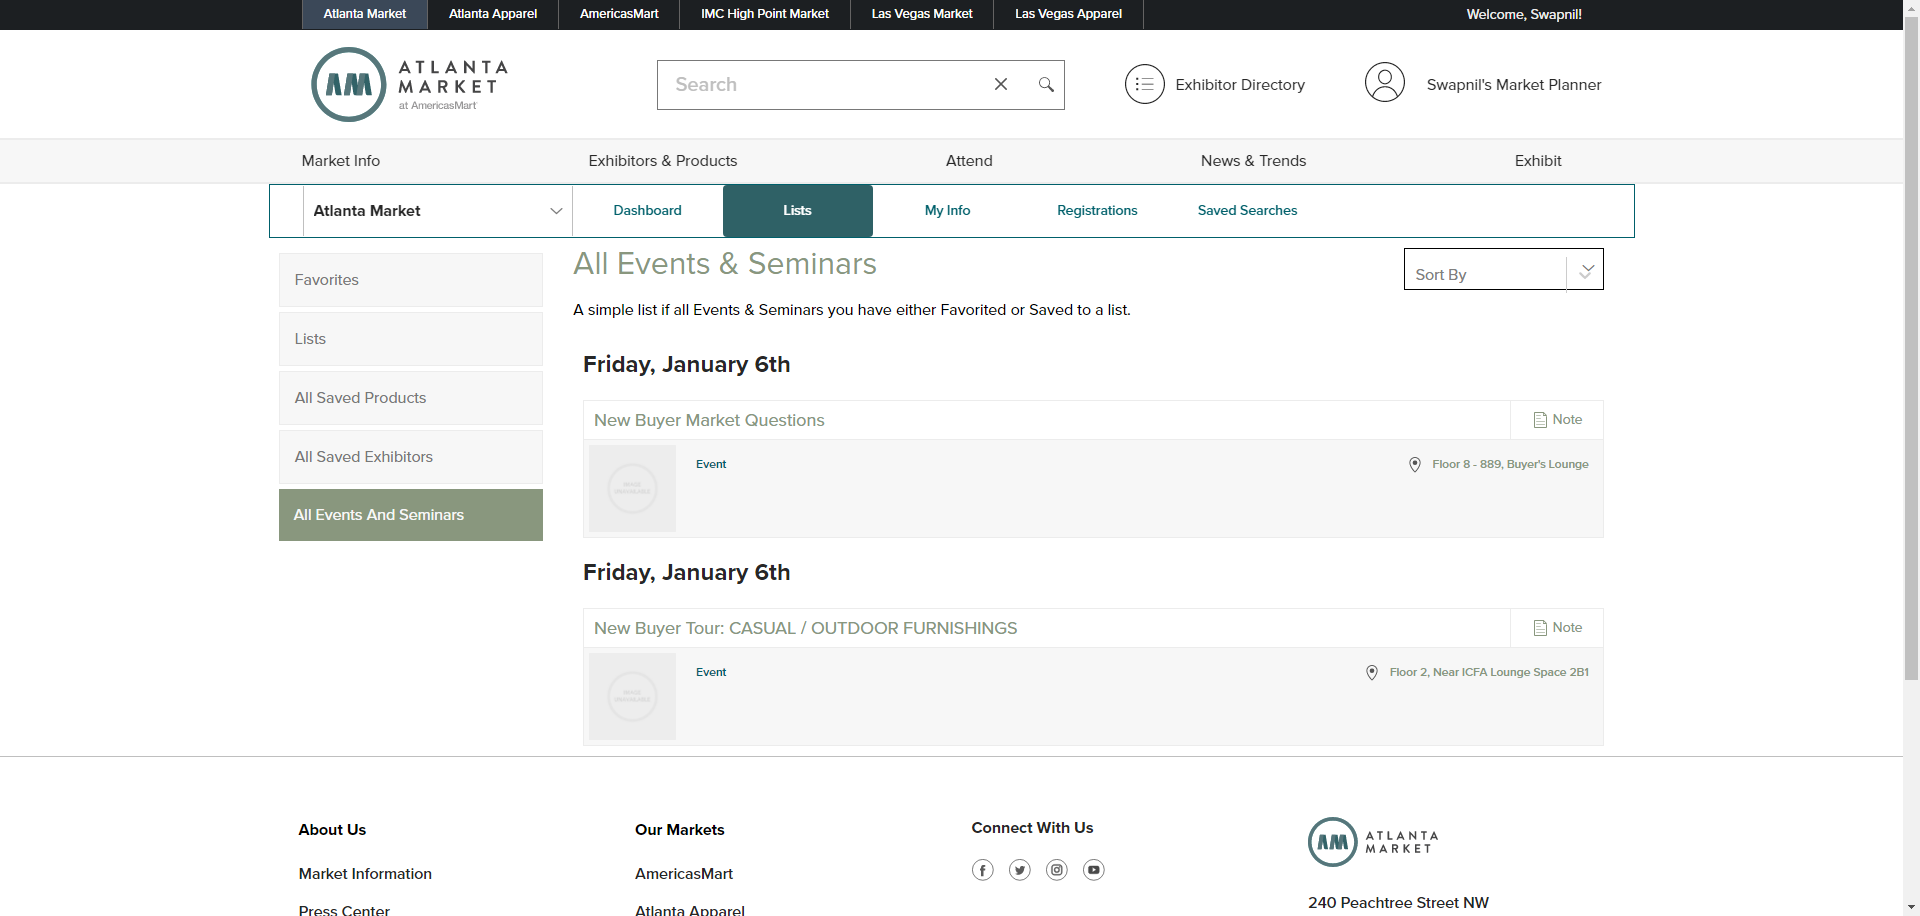 Atlanta Market
Atlanta Apparel
AmericasMart
IMC High Point Market
Las Vegas Market
Las Vegas Apparel
Welcome, Swapnil!
AM
ATLANTA
MARKET
at AmericasMart
Search
Exhibitor Directory
Swapnil's Market Planner
Market Info
Exhibitors & Products
Attend
News & Trends
Exhibit
Atlanta Market
Dashboard
Lists
My Info
Registrations
Saved Searches
Favorites
Lists
All Saved Products
All Saved Exhibitors
All Events And Seminars
All Events & Seminars
Sort By
A simple list if all Events & Seminars you have either Favorited or Saved to a list.
Friday, January 6th
New Buyer Market Questions
Note
Event
Floor 8 - 889, Buyer's Lounge
Friday, January 6th
New Buyer Tour: CASUAL / OUTDOOR FURNISHINGS
Note
Event
Floor 2, Near ICFA Lounge Space 2B1
About Us
Market Information
Press Center
Our Markets
AmericasMart
Atlanta Apparel
Connect With Us
AM
ATLANTA
MARKET
240 Peachtree Street NW